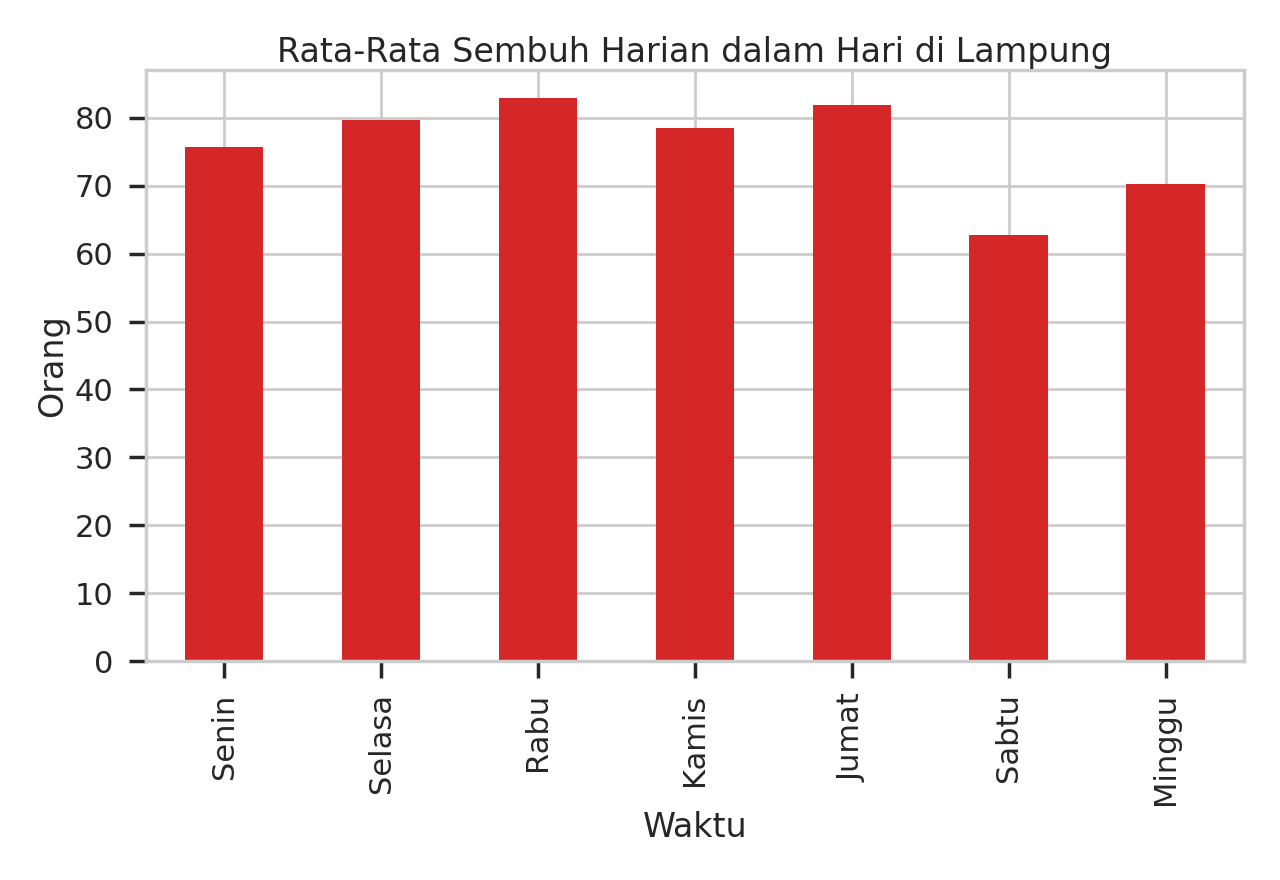 Rata-Rata Sembuh Harian dalam Hari di Lampung
Orang
80
70
60
50
40
30
20
10
0
Senin
Selasa
Rabu
Kamis
Jumat
Sabtu
Minggu
Waktu